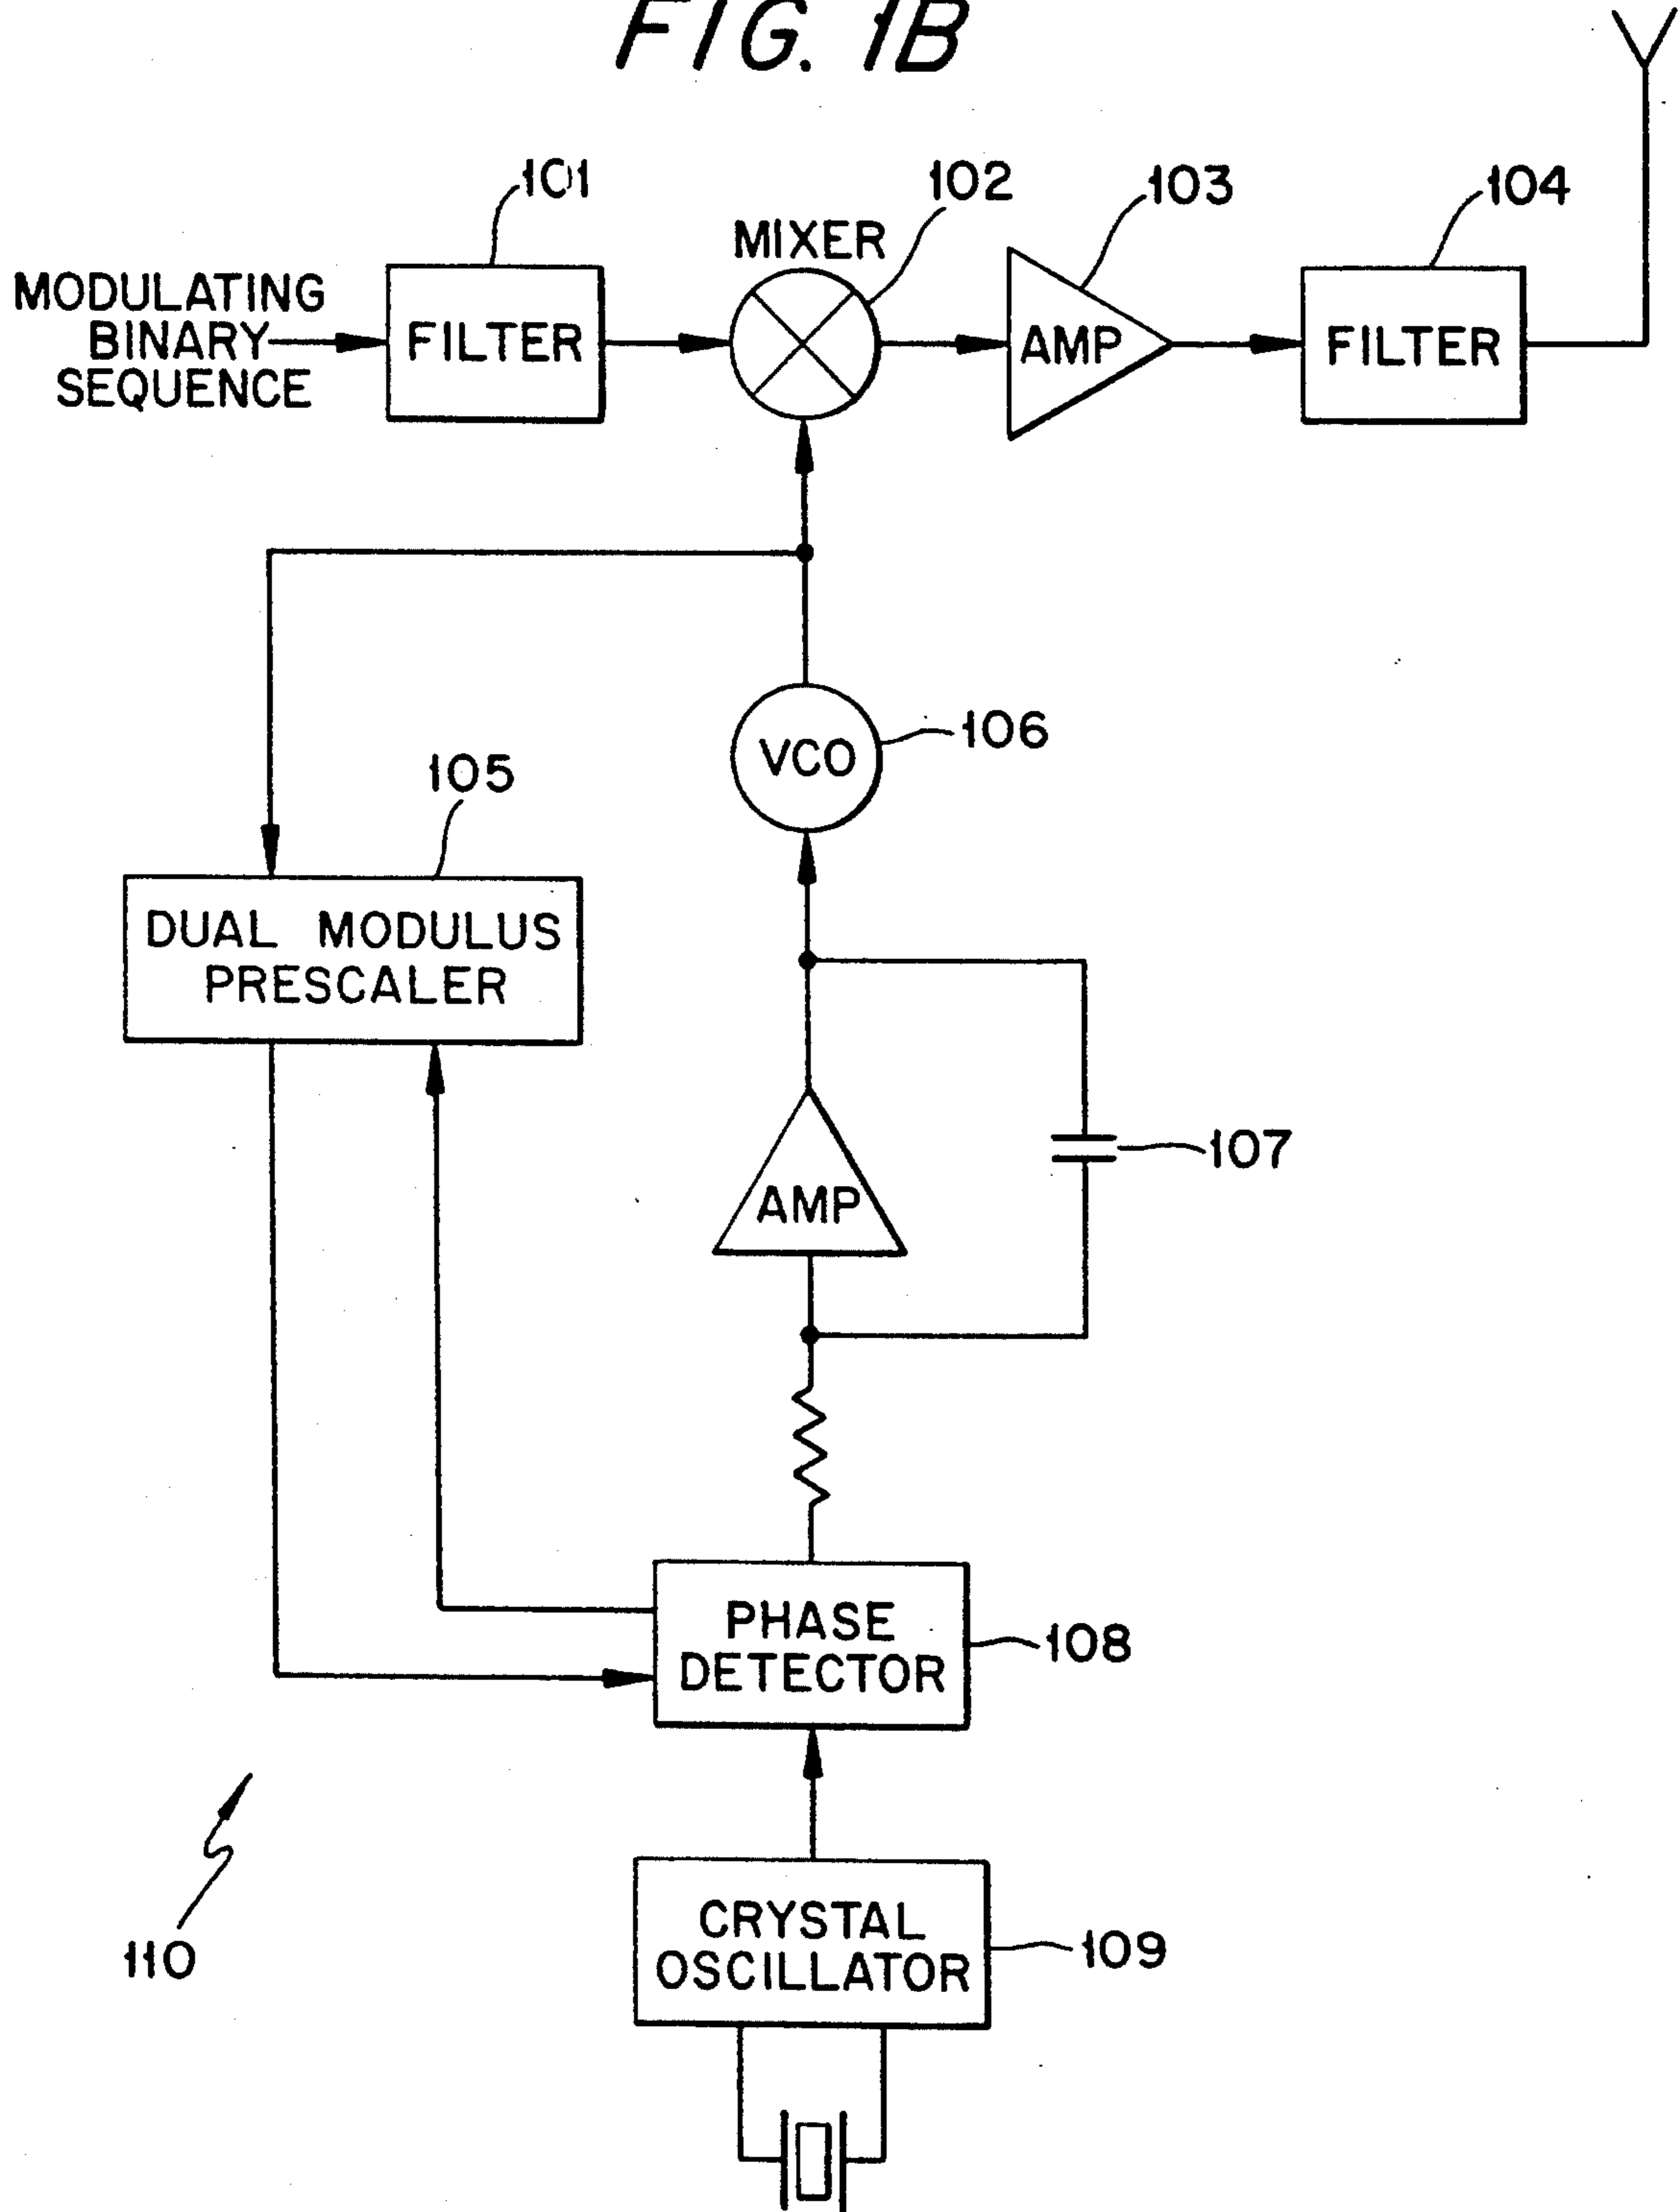 FIG. 1B
101
102
103
104
MIXER
MODULATING
BINARY
SEQUENCE
FILTER
AMP
FILTER
106
VCO
105
DUAL MODULUS
PRESCALER
107
AMP
PHASE
DETECTOR
108
110
CRYSTAL
OSCILLATOR
109